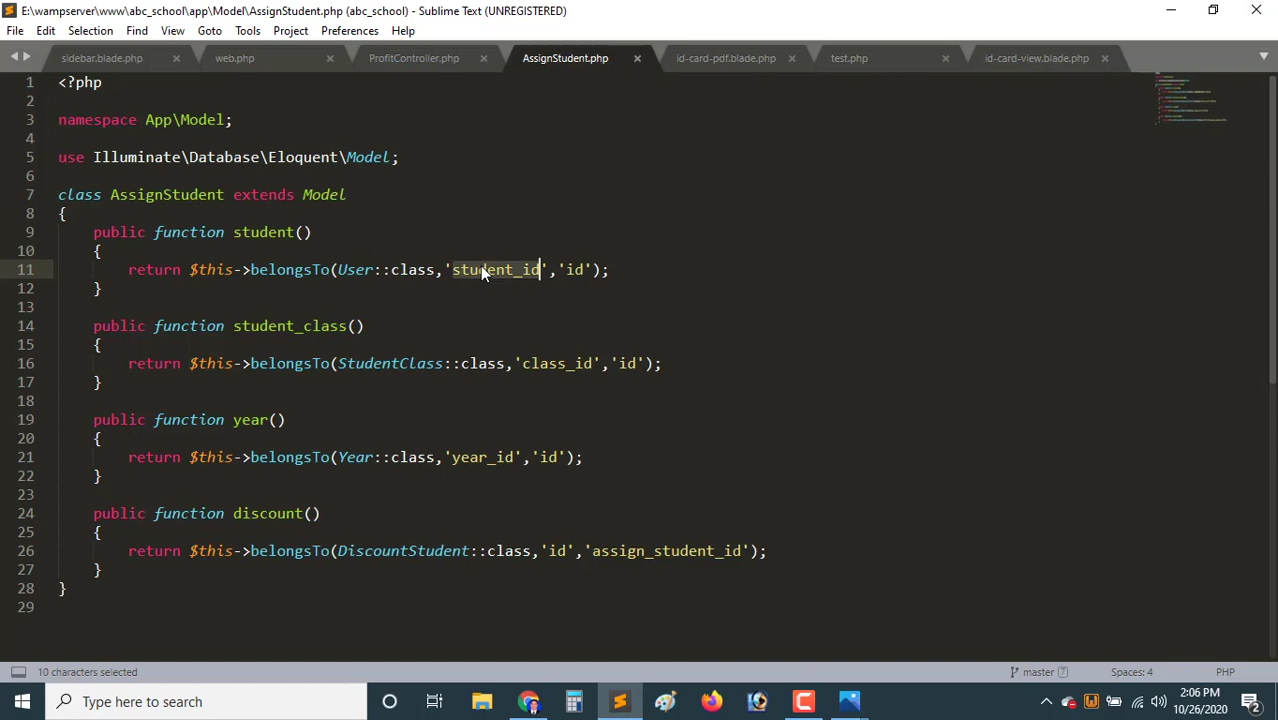 E:\wampserver\www\abc_school\app\Model\AssignStudent.php (abc_school) - Sublime Text (UNREGISTERED)
File Edit Selection Find View Goto Tools Project Preferences Help
sidebar.blade.php web.php ProfitController.php AssignStudent.php id-card-pdf.blade.php test.php id-card-view.blade.php
1 <?php
2
3 namespace App\Model;
4
5 use Illuminate\Database\Eloquent\Model;
6
7 class AssignStudent extends Model
8 {
9 public function student()
10 {
11 return $this->belongsTo(User::class,'student_id','id');
12 }
13
14 public function student_class()
15 {
16 return $this->belongsTo(StudentClass::class,'class_id','id');
17 }
18
19 public function year()
20 {
21 return $this->belongsTo(Year::class,'year_id','id');
22 }
23
24 public function discount()
25 {
26 return $this->belongsTo(DiscountStudent::class,'id','assign_student_id');
27 }
28 }
29
10 characters selected master 7 Spaces: 4 PHP
Type here to search
2:06 PM
10/26/2020
2